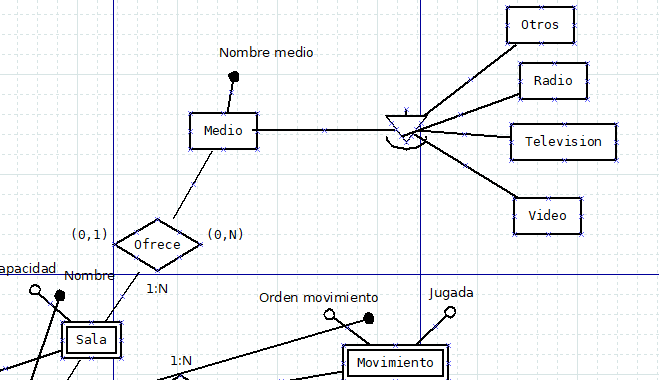 Otros
Nombre medio
Radio
Medio
Television
Video
(0,1)
Ofrece
(0,N)
apacidad
Nombre
1:N
Orden movimiento
Jugada
Sala
1:N
Movimiento